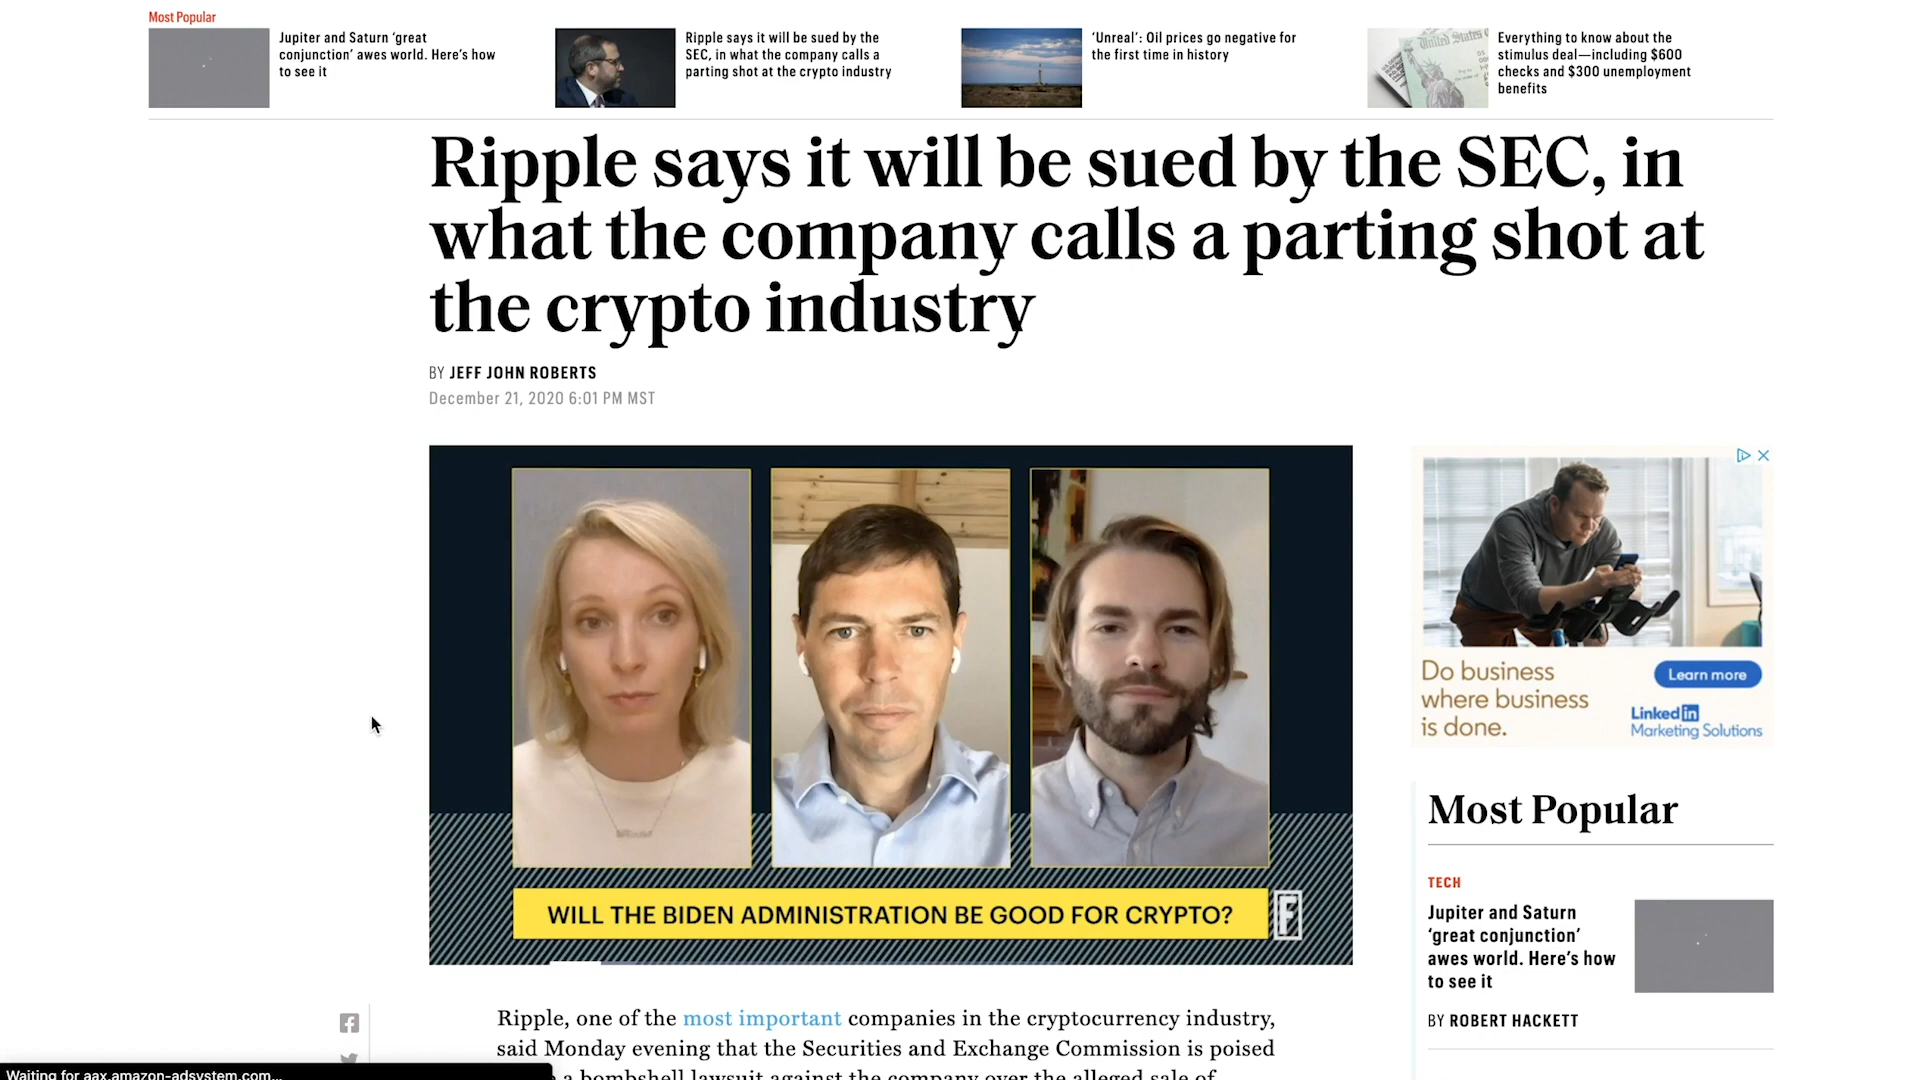 Most Popular
Jupiter and Saturn ‘great
conjunction’ awes world. Here’s how
to see it
Ripple says it will be sued by the
SEC, in what the company calls a
parting shot at the crypto industry
‘Unreal’: Oil prices go negative for
the first time in history
United States
Everything to know about the
stimulus deal—including $600
checks and $300 unemployment
benefits
Ripple says it will be sued by the SEC, in
what the company calls a parting shot at
the crypto industry
BY JEFF JOHN ROBERTS
December 21, 2020 6:01 PM MST
WILL THE BIDEN ADMINISTRATION BE GOOD FOR CRYPTO?
F
Do business
where business
is done.
Learn more
Linked in
Marketing Solutions
Most Popular
TECH
Jupiter and Saturn
‘great conjunction’
awes world. Here’s how
to see it
BY ROBERT HACKETT
Ripple, one of the most important companies in the cryptocurrency industry,
said Monday evening that the Securities and Exchange Commission is poised
a bombshell lawsuit against the company over the alleged sale of
Waiting for aax.amazon-adsystem.com...